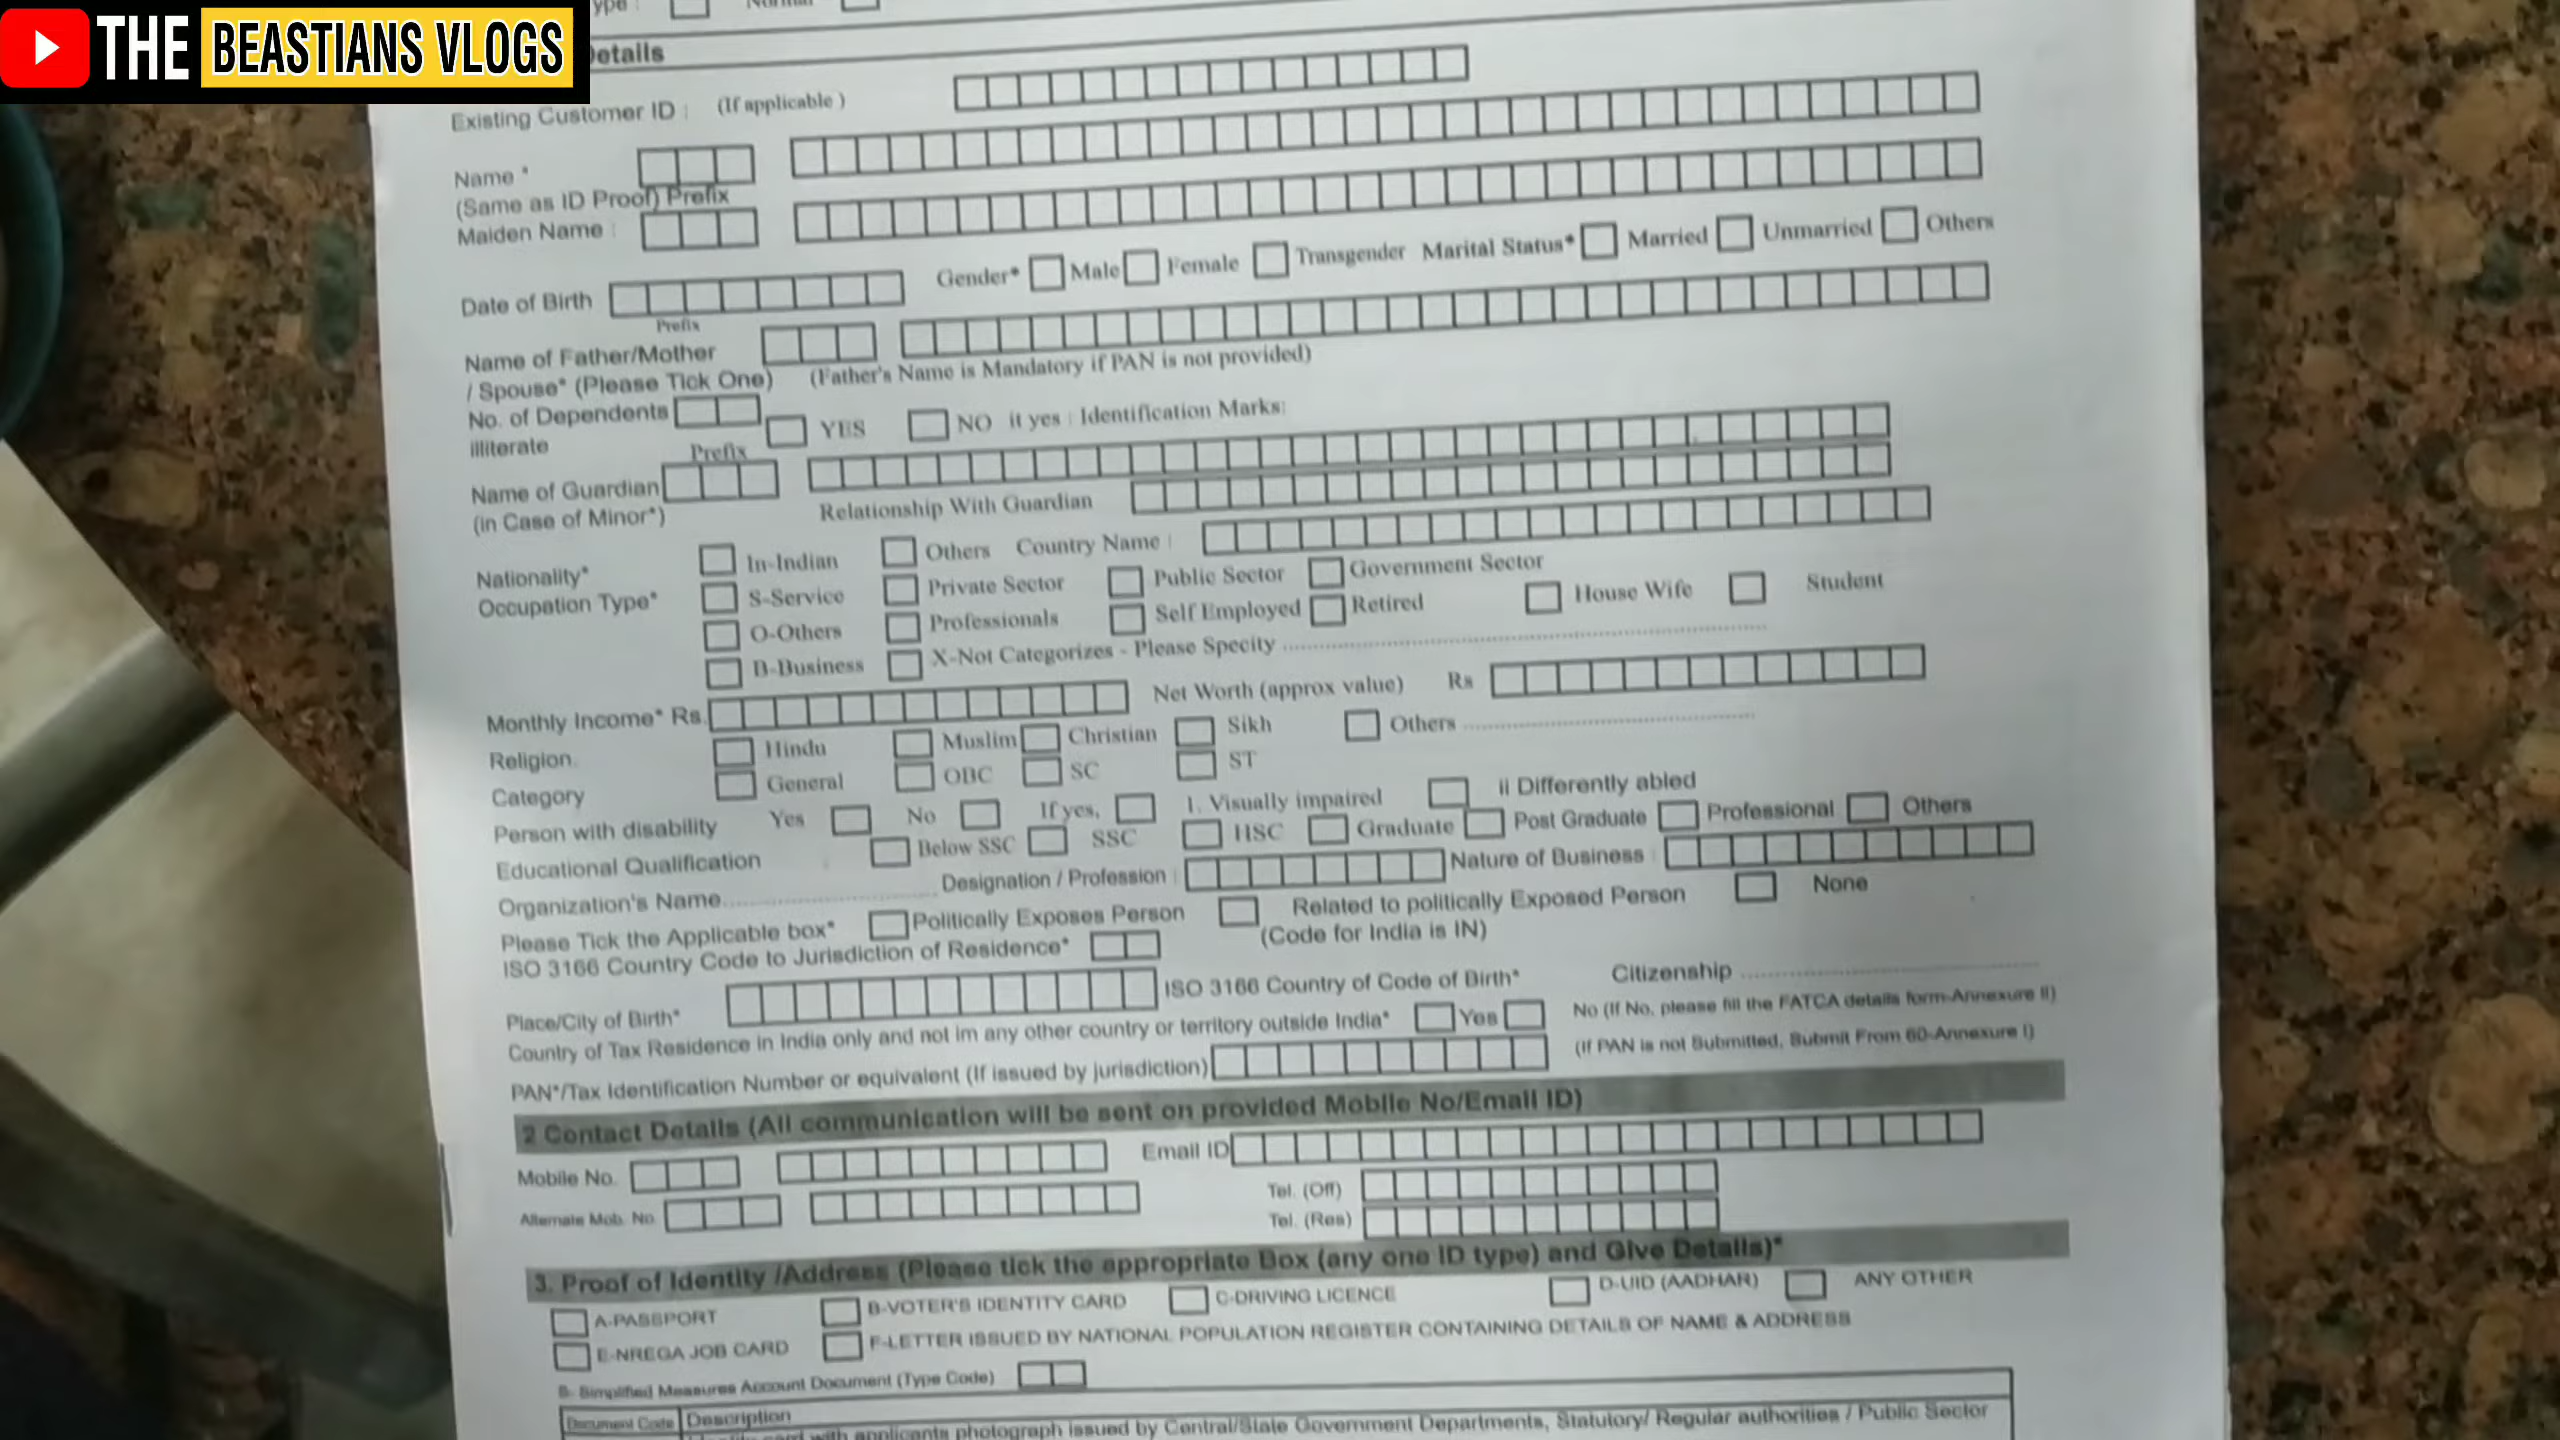 THE BEASTIANS VLOGS
Details
Existing Customer ID : (If applicable )
Name *
(Same as ID Proof) Prefix
Maiden Name :
Gender* Male Female Transgender Marital Status* Married Unmarried Others
Date of Birth
Prefix
Name of Father/Mother
/ Spouse* (Please Tick One) (Father's Name is Mandatory if PAN is not provided)
No. of Dependents
illiterate YES NO it yes : Identification Marks:
Prefix
Name of Guardian
(in Case of Minor*) Relationship With Guardian
Nationality* In-Indian Others Country Name :
Occupation Type* S-Service Private Sector Public Sector Government Sector
O-Others Professionals Self Employed Retired House Wife Student
B-Business X-Not Categorizes - Please Specity
Monthly Income* Rs. Net Worth (approx value) Rs
Religion. Hindu Muslim Christian Sikh Others
Category General OBC SC ST
Person with disability Yes No If yes, 1. Visually impaired ii Differently abled
Educational Qualification Below SSC SSC HSC Graduate Post Graduate Professional Others
Organization's Name Designation / Profession : Nature of Business :
Please Tick the Applicable box* Politically Exposes Person Related to politically Exposed Person None
ISO 3166 Country Code to Jurisdiction of Residence* (Code for India is IN)
Place/City of Birth* ISO 3166 Country of Code of Birth* Citizenship
Country of Tax Residence in India only and not im any other country or territory outside India* Yes No (If No, please fill the FATCA details form-Annexure II)
PAN*/Tax Identification Number or equivalent (If issued by jurisdiction) (If PAN is not Submitted, Submit From 60-Annexure I)
2 Contact Details (All communication will be sent on provided Mobile No/Email ID)
Mobile No. Email ID
Alternate Mob. No. Tel. (Off)
Tel. (Res)
3. Proof of Identity /Address (Please tick the appropriate Box (any one ID type) and Give Details)*
A-PASSPORT B-VOTER'S IDENTITY CARD C-DRIVING LICENCE D-UID (AADHAR) ANY OTHER
E-NREGA JOB CARD F-LETTER ISSUED BY NATIONAL POPULATION REGISTER CONTAINING DETAILS OF NAME & ADDRESS
Simplified Measures Account Document (Type Code)
Document Code Description
with applicants photograph issued by Central/State Government Departments, Statutory/ Regular authorities / Public Sector